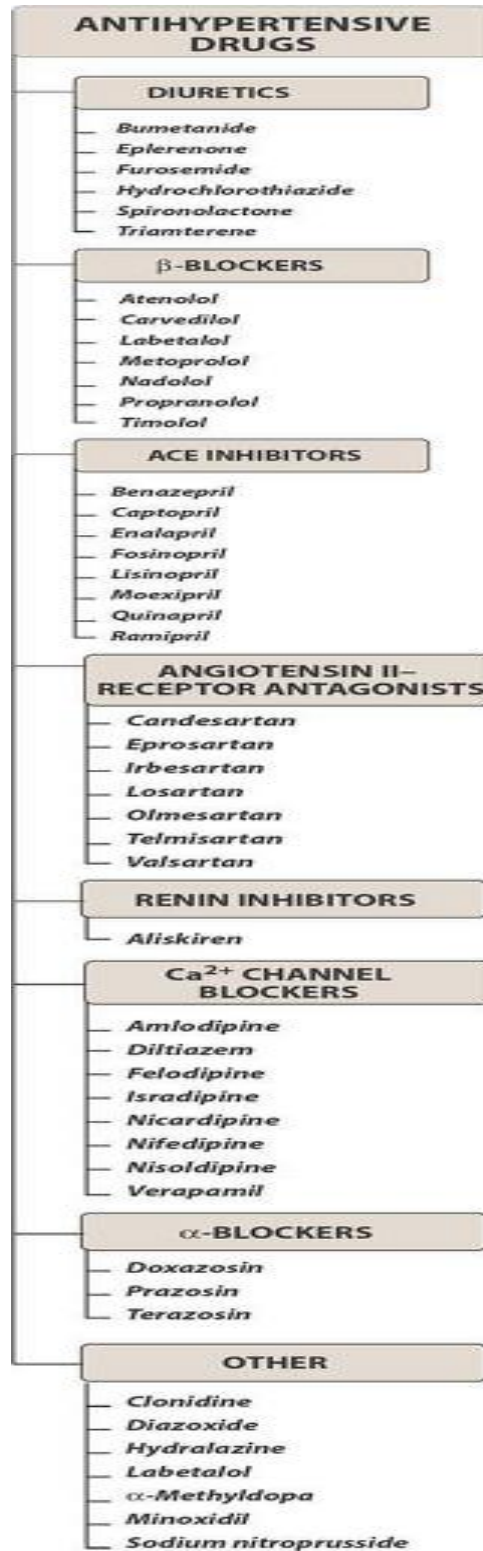 ANTIHYPERTENSIVE
DRUGS
DIURETICS
Bumetanide
Eplerenone
Furosemide
Hydrochlorothiazide
Spironolactone
Triamterene
β-BLOCKERS
Atenolol
Carvedilol
Labetalol
Metoprolol
Nadolol
Propranolol
Timolol
ACE INHIBITORS
Benazepril
Captopril
Enalapril
Fosinopril
Lisinopril
Moexipril
Quinapril
Ramipril
ANGIOTENSIN II–
RECEPTOR ANTAGONISTS
Candesartan
Eprosartan
Irbesartan
Losartan
Olmesartan
Telmisartan
Valsartan
RENIN INHIBITORS
Aliskiren
Ca²⁺ CHANNEL
BLOCKERS
Amlodipine
Diltiazem
Felodipine
Isradipine
Nicardipine
Nifedipine
Nisoldipine
Verapamil
α-BLOCKERS
Doxazosin
Prazosin
Terazosin
OTHER
Clonidine
Diazoxide
Hydralazine
Labetalol
α-Methyldopa
Minoxidil
Sodium nitroprusside